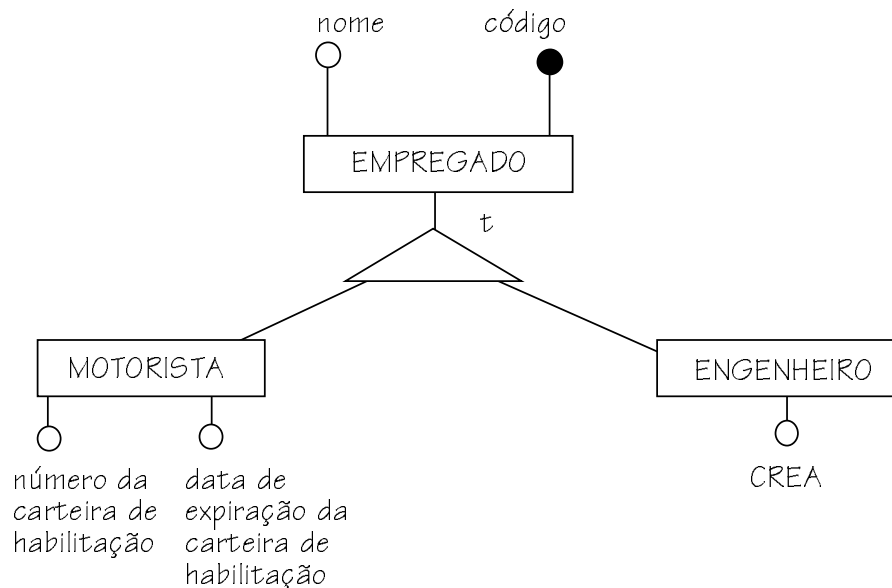 nome
código
EMPREGADO
t
MOTORISTA
ENGENHEIRO
número da
carteira de
habilitação
data de
expiração da
carteira de
habilitação
CREA